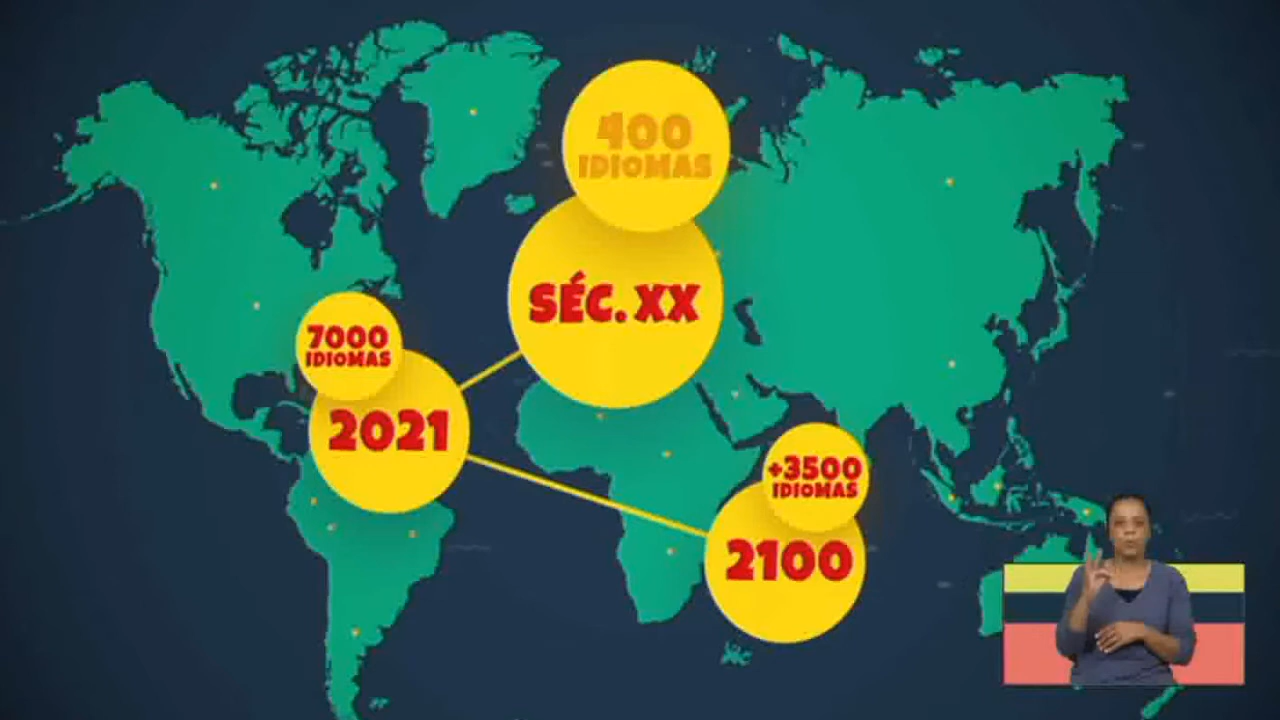 400
IDIOMAS
SÉC. XX
7000
IDIOMAS
2021
+3500
IDIOMAS
2100